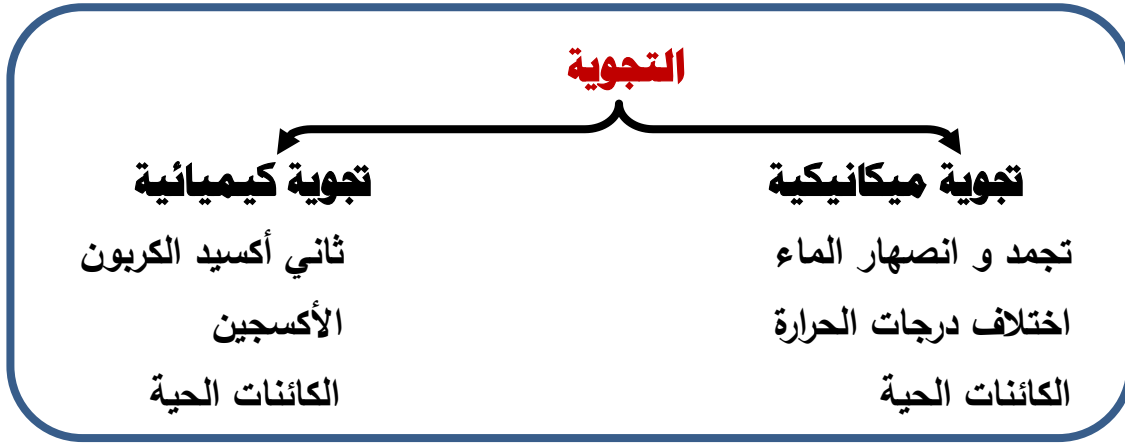 التجوية
تجوية ميكانيكية
تجمد و انصهار الماء
اختلاف درجات الحرارة
الكائنات الحية
تجوية كيميائية
ثاني أكسيد الكربون
الأكسجين
الكائنات الحية